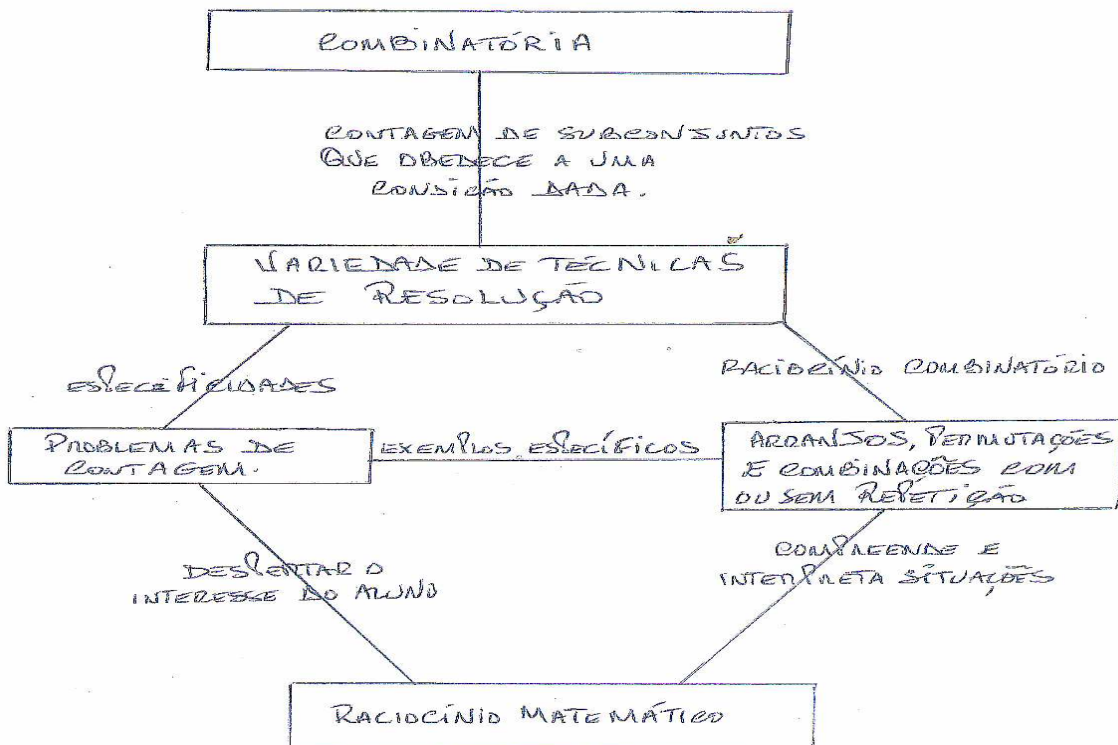 COMBINATÓRIA
CONTAGEM DE SUBCONJUNTOS
QUE OBEDECE A UMA
CONDIÇÃO DADA.
VARIEDADE DE TÉCNICAS
DE RESOLUÇÃO
ESPECIFICIDADES
RACIOCÍNIO COMBINATÓRIO
PROBLEMAS DE
CONTAGEM.
EXEMPLOS ESPECÍFICOS
ARRANJOS, PERMUTAÇÕES
E COMBINAÇÕES COM
OU SEM REPETIÇÃO
DESPERTAR O
INTERESSE DO ALUNO
COMPREENDE E
INTERPRETA SITUAÇÕES
RACIOCÍNIO MATEMÁTICO